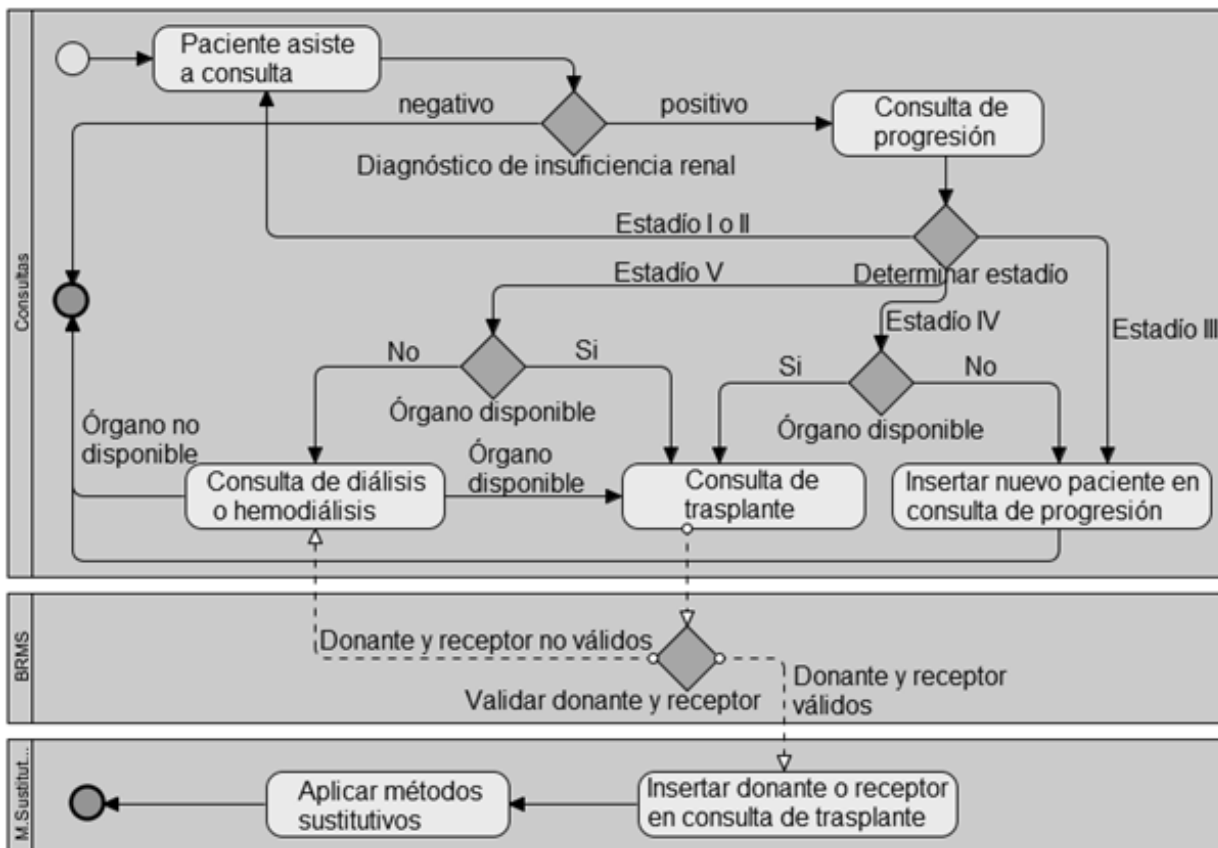 Consultas
Paciente asiste
a consulta
negativo
positivo
Consulta de
progresión
Diagnóstico de insuficiencia renal
Estadío I o II
Determinar estadío
Estadío V
Estadío IV
Estadío III
No
Si
Si
No
Órgano disponible
Órgano disponible
Órgano no
disponible
Órgano
disponible
Consulta de diálisis
o hemodiálisis
Consulta de
trasplante
Insertar nuevo paciente en
consulta de progresión
BRMS
Donante y receptor no válidos
Donante y receptor
válidos
Validar donante y receptor
M.Sustitut...
Aplicar métodos
sustitutivos
Insertar donante o receptor
en consulta de trasplante